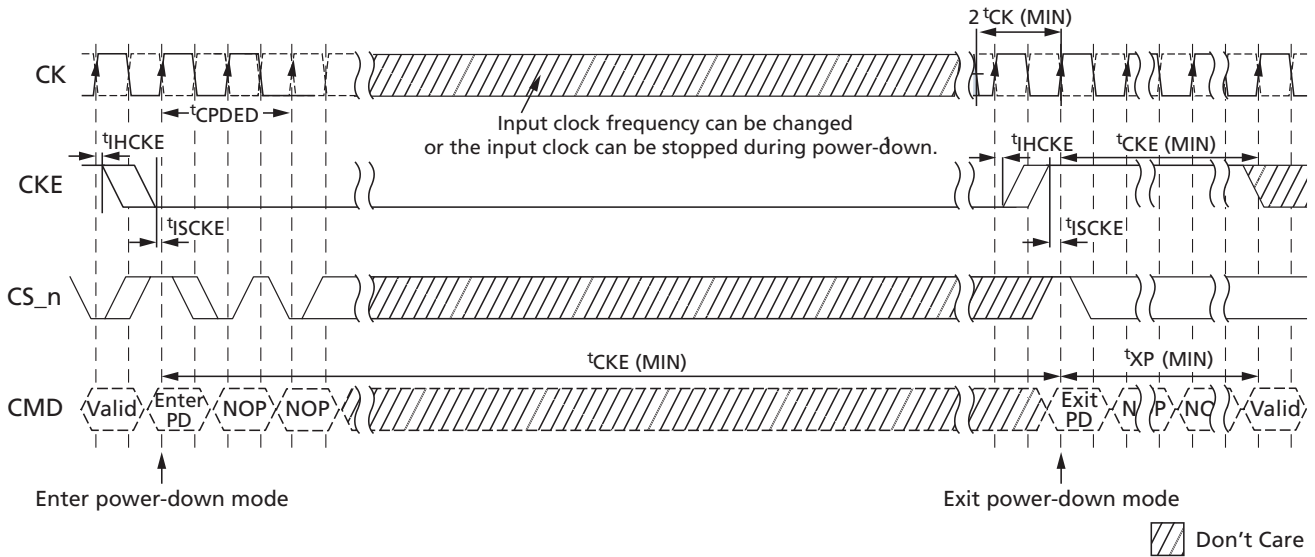 2 tCK (MIN)
CK
tCPDED
Input clock frequency can be changed
or the input clock can be stopped during power-down.1
tIHCKE
tIHCKE
tCKE (MIN)
CKE
tISCKE
tISCKE
CS_n
tCKE (MIN)
tXP (MIN)
CMD
Valid
Enter
PD
NOP
NOP
Exit
PD
N P
NO
Valid
Enter power-down mode
Exit power-down mode
Don't Care